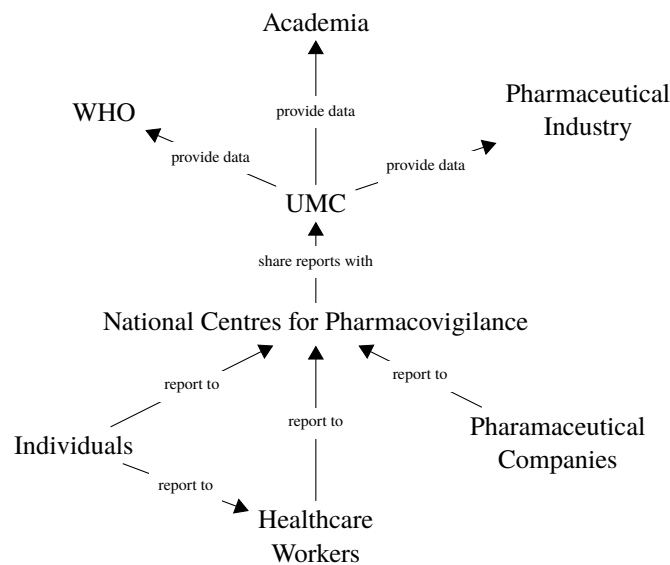 Academia
WHO
Pharmaceutical
Industry
provide data
provide data
provide data
UMC
share reports with
National Centres for Pharmacovigilance
report to
report to
report to
Individuals
Pharamaceutical
Companies
report to
Healthcare
Workers